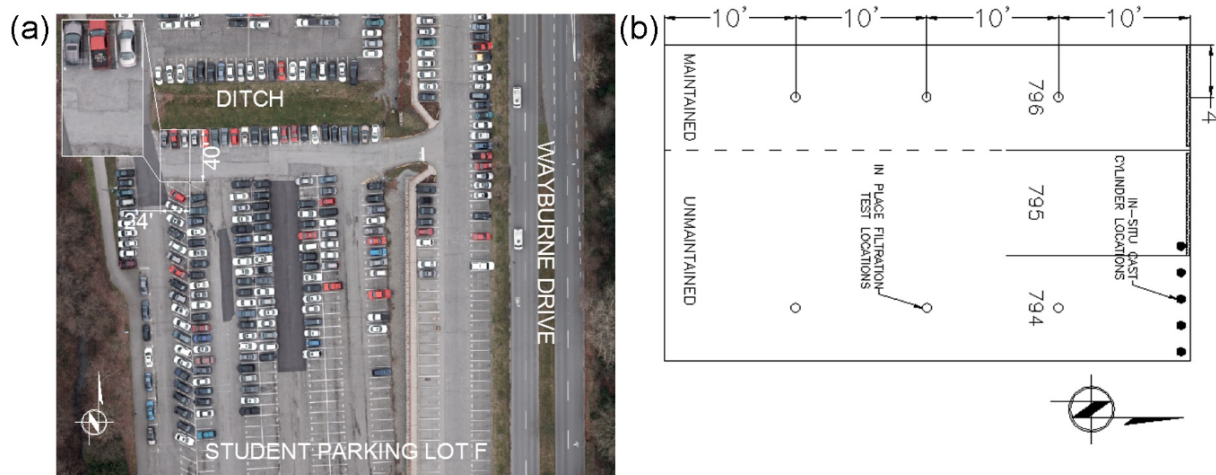 (a)
DITCH
40'
34'
WAYBURNE DRIVE
STUDENT PARKING LOT F
(b)
10'
10'
10'
10'
MAINTAINED
796
4
UNMAINTAINED
IN PLACE FILTRATION
TEST LOCATIONS
795
IN-SITU CAST
CYLINDER LOCATIONS
794